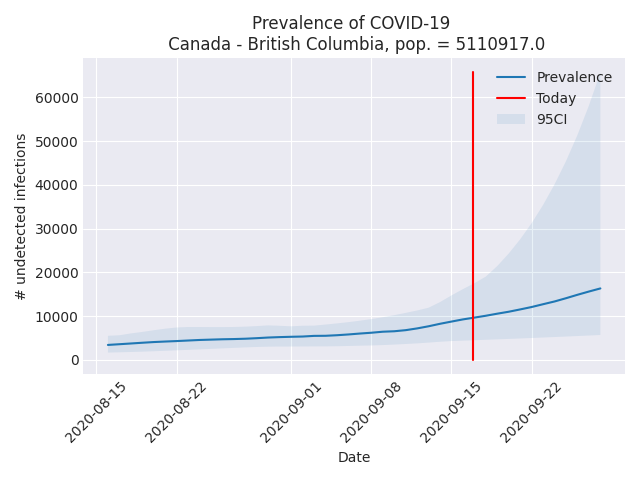 Prevalence of COVID-19
Canada - British Columbia, pop. = 5110917.0
Prevalence
Today
95CI
60000
50000
40000
30000
20000
10000
0
# undetected infections
2020-08-15
2020-08-22
2020-09-01
2020-09-08
2020-09-15
2020-09-22
Date